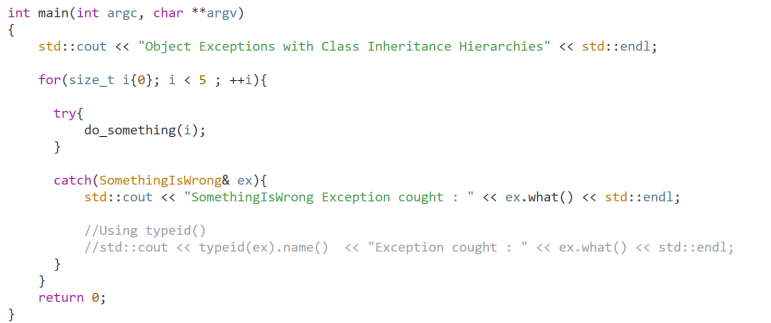 int main(int argc, char **argv)
{
    std::cout << "Object Exceptions with Class Inheritance Hierarchies" << std::endl;
    for(size_t i{0}; i < 5 ; ++i){
      try{
          do_something(i);
      }
      catch(SomethingIsWrong& ex){
          std::cout << "SomethingIsWrong Exception cought : " << ex.what() << std::endl;
          //Using typeid()
          //std::cout << typeid(ex).name()  << "Exception cought : " << ex.what() << std::endl;
      }
    }
    return 0;
}